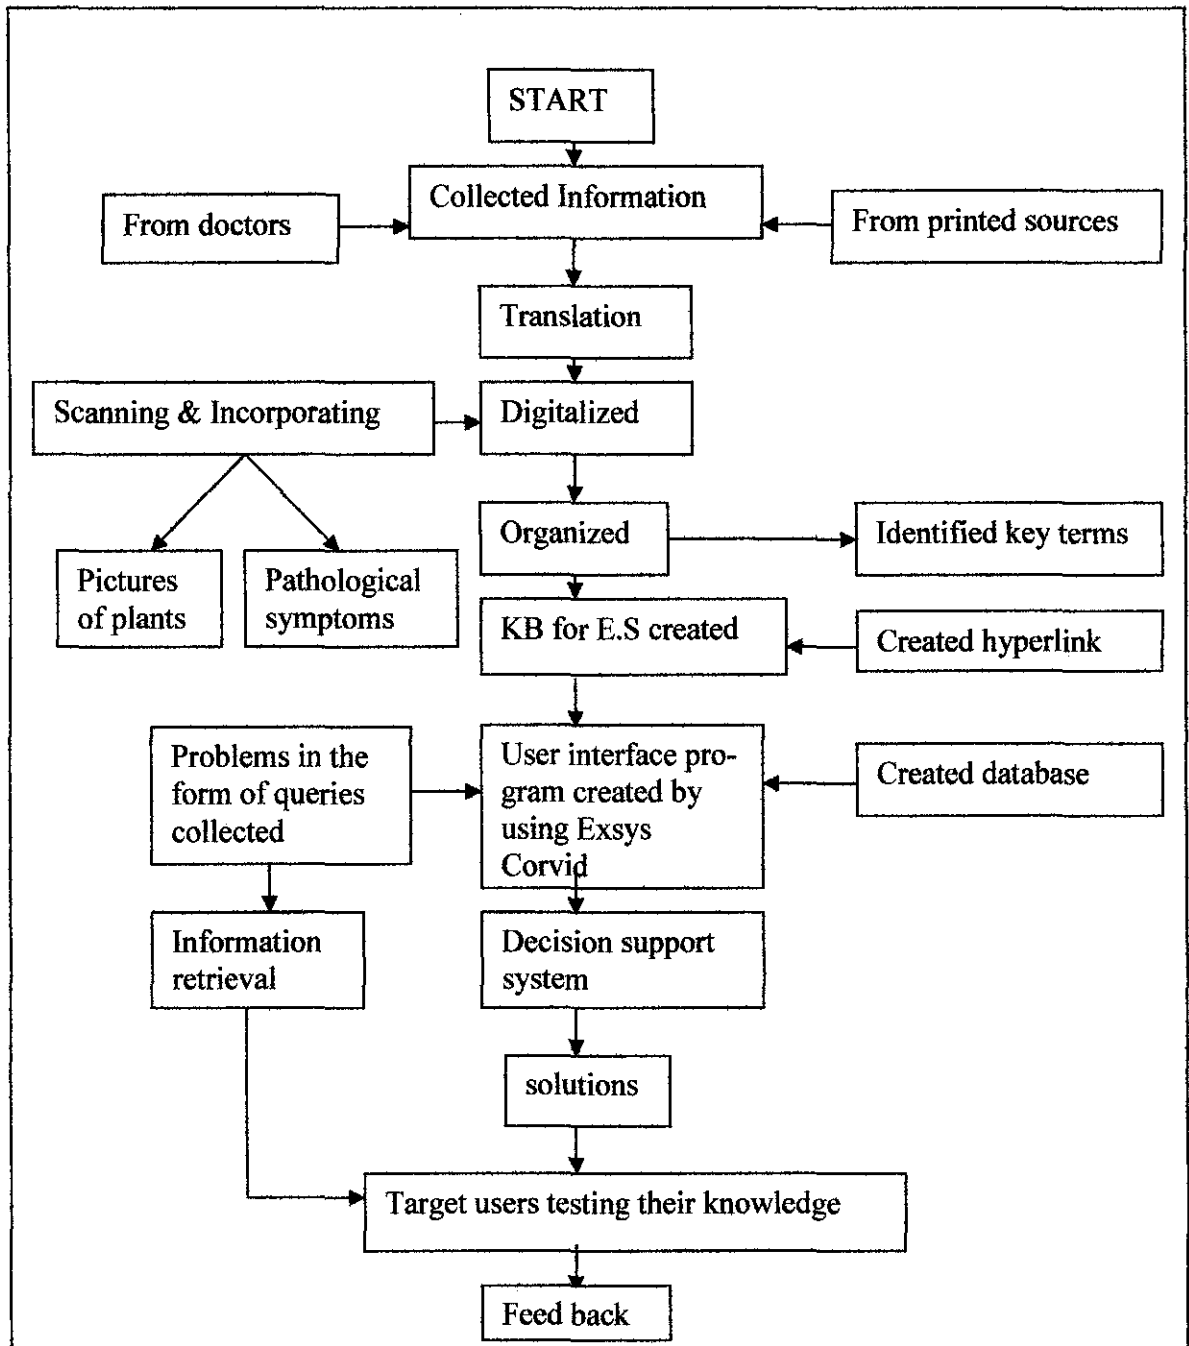 START
Collected Information
From doctors
From printed sources
Translation
Scanning & Incorporating
Digitalized
Organized
Identified key terms
Pictures
of plants
Pathological
symptoms
KB for E.S created
Created hyperlink
Problems in the
form of queries
collected
User interface pro-
gram created by
using Exsys
Corvid
Created database
Information
retrieval
Decision support
system
solutions
Target users testing their knowledge
Feed back